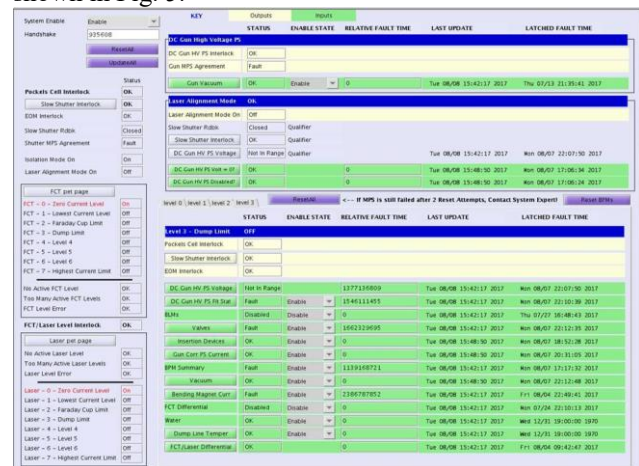 shown in Fig. 5.
System Enable Enable
Handshake 935608
ResetAll
UpdateAll
Status
Pockels Cell Interlock OK
Slow Shutter Interlock OK
EOM Interlock OK
Slow Shutter Rdbk Closed
Shutter MPS Agreement Fault
Isolation Mode On Off
Laser Alignment Mode On Off
FCT pet page
FCT - 0 - Zero Current Level On
FCT - 1 - Lowest Current Level Off
FCT - 2 - Faraday Cup Limit Off
FCT - 3 - Dump Limit Off
FCT - 4 - Level 4 Off
FCT - 5 - Level 5 Off
FCT - 6 - Level 6 Off
FCT - 7 - Highest Current Limit Off
No Active FCT Level OK
Too Many Active FCT Levels OK
FCT Level Error OK
FCT/Laser Level Interlock OK
Laser pet page
No Active Laser Level OK
Too Many Active Laser Levels OK
Laser Level Error OK
Laser - 0 - Zero Current Level On
Laser - 1 - Lowest Current Level Off
Laser - 2 - Faraday Cup Limit Off
Laser - 3 - Dump Limit Off
Laser - 4 - Level 4 Off
Laser - 5 - Level 5 Off
Laser - 6 - Level 6 Off
Laser - 7 - Highest Current Limit Off
KEY Outputs Inputs
STATUS ENABLE STATE RELATIVE FAULT TIME LAST UPDATE LATCHED FAULT TIME
DC Gun High Voltage PS
DC Gun HV PS Interlock OK
Gun MPS Agreement Fault
Gun Vacuum OK Enable 0 Tue 08/08 15:42:17 2017 Thu 07/13 21:35:41 2017
Laser Alignment Mode OK
Laser Alignment Mode On Off
Slow Shutter Rdbk Closed Qualifier
Slow Shutter Interlock OK Qualifier
DC Gun HV PS Voltage Not In Range Qualifier Tue 08/08 15:42:17 2017 Mon 08/07 22:07:50 2017
DC Gun HV PS Volt = 0? OK 0 Tue 08/08 15:48:50 2017 Mon 08/07 17:06:34 2017
DC Gun HV PS Disabled? OK 0 Tue 08/08 15:48:50 2017 Mon 08/07 17:06:24 2017
level 0 level 1 level 2 level 3 ResetAll <-- If MPS is still failed after 2 Reset Attempts, Contact System Expert! Reset BPMs
STATUS ENABLE STATE RELATIVE FAULT TIME LAST UPDATE LATCHED FAULT TIME
Level 3 - Dump Limit OFF
Pockels Cell Interlock OK
Slow Shutter Interlock OK
EOM Interlock OK
DC Gun HV PS Voltage Not In Range 1377136809 Tue 08/08 15:42:17 2017 Mon 08/07 22:07:50 2017
DC Gun HV PS Flt Stat Fault Enable 1546111455 Tue 08/08 15:42:17 2017 Mon 08/07 22:10:39 2017
BLMs Disabled Disable 0 Tue 08/08 15:42:17 2017 Thu 07/27 16:48:43 2017
Valves Fault Enable 1662329695 Tue 08/08 15:42:17 2017 Mon 08/07 22:12:35 2017
Insertion Devices OK Enable 0 Tue 08/08 15:48:50 2017 Mon 08/07 18:52:28 2017
Gun Corr PS Current OK Enable 0 Tue 08/08 15:48:50 2017 Mon 08/07 20:31:03 2017
BPM Summary Fault Enable 1139168721 Tue 08/08 15:42:17 2017 Mon 08/07 17:17:32 2017
Vacuum OK Enable 0 Tue 08/08 15:48:50 2017 Mon 08/07 22:12:48 2017
Bending Magnet Curr Fault Enable 2386787852 Tue 08/08 15:42:17 2017 Fri 08/04 22:49:41 2017
FCT Differential Disabled Disable 0 Tue 08/08 15:42:17 2017 Mon 07/24 22:10:13 2017
Water OK Enable 0 Tue 08/08 15:42:17 2017 Wed 12/31 19:00:00 1970
Dump Line Temper OK Enable 0 Tue 08/08 15:42:17 2017 Wed 12/31 19:00:00 1970
FCT/Laser Differential OK 0 Tue 08/08 15:42:17 2017 Fri 08/04 09:42:47 2017